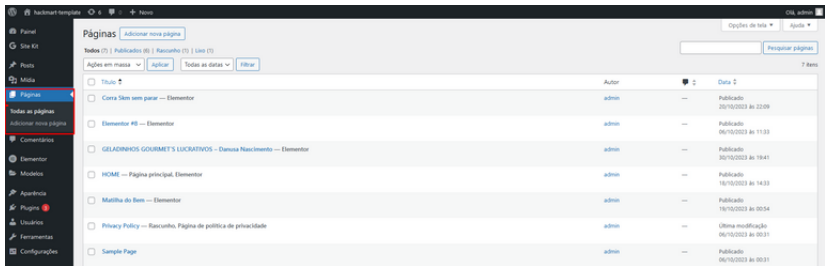 hackmart-template 6 0 + Novo Olá, admin
Painel
Site Kit
Posts
Mídia
Páginas
Todas as páginas
Adicionar nova página
Comentários
Elementor
Modelos
Aparência
Plugins 3
Usuários
Ferramentas
Configurações
Opções de tela ▼ Ajuda ▼
Páginas Adicionar nova página
Todos (7) | Publicados (6) | Rascunho (1) | Lixo (1)
Pesquisar páginas
Ações em massa Aplicar Todas as datas Filtrar 7 itens
Título Autor Data
Corra 5km sem parar — Elementor admin — Publicado
20/10/2023 às 22:09
Elementor #8 — Elementor admin — Publicado
06/10/2023 às 11:33
GELADINHOS GOURMET'S LUCRATIVOS – Danusa Nascimento — Elementor admin — Publicado
30/10/2023 às 19:41
HOME — Página principal, Elementor admin — Publicado
18/10/2023 às 14:33
Matilha do Bem — Elementor admin — Publicado
19/10/2023 às 00:54
Privacy Policy — Rascunho, Página de política de privacidade admin — Última modificação
06/10/2023 às 00:31
Sample Page admin — Publicado
06/10/2023 às 00:31